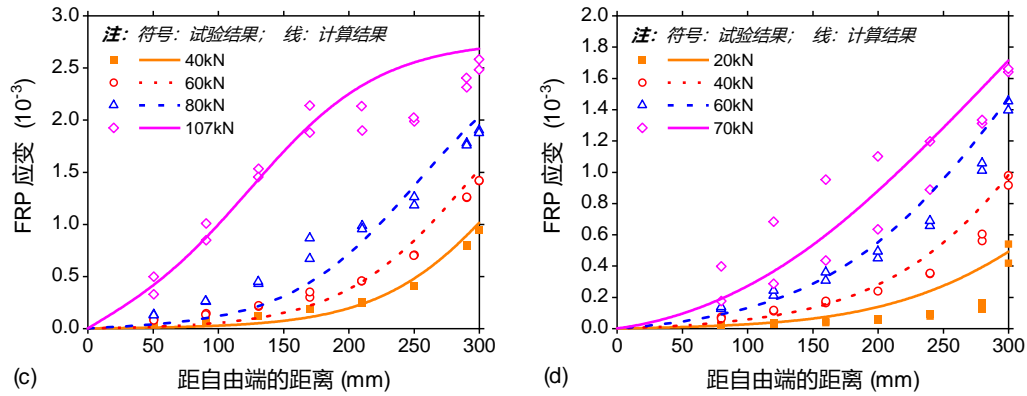 3.0
2.5
2.0
1.5
1.0
0.5
0.0
FRP 应变 (10-3)
注：符号：试验结果； 线：计算结果
40kN
60kN
80kN
107kN
0 50 100 150 200 250 300
(c) 距自由端的距离 (mm)
2.0
1.8
1.6
1.4
1.2
1.0
0.8
0.6
0.4
0.2
0.0
FRP 应变 (10-3)
注：符号：试验结果； 线：计算结果
20kN
40kN
60kN
70kN
0 50 100 150 200 250 300
(d) 距自由端的距离 (mm)